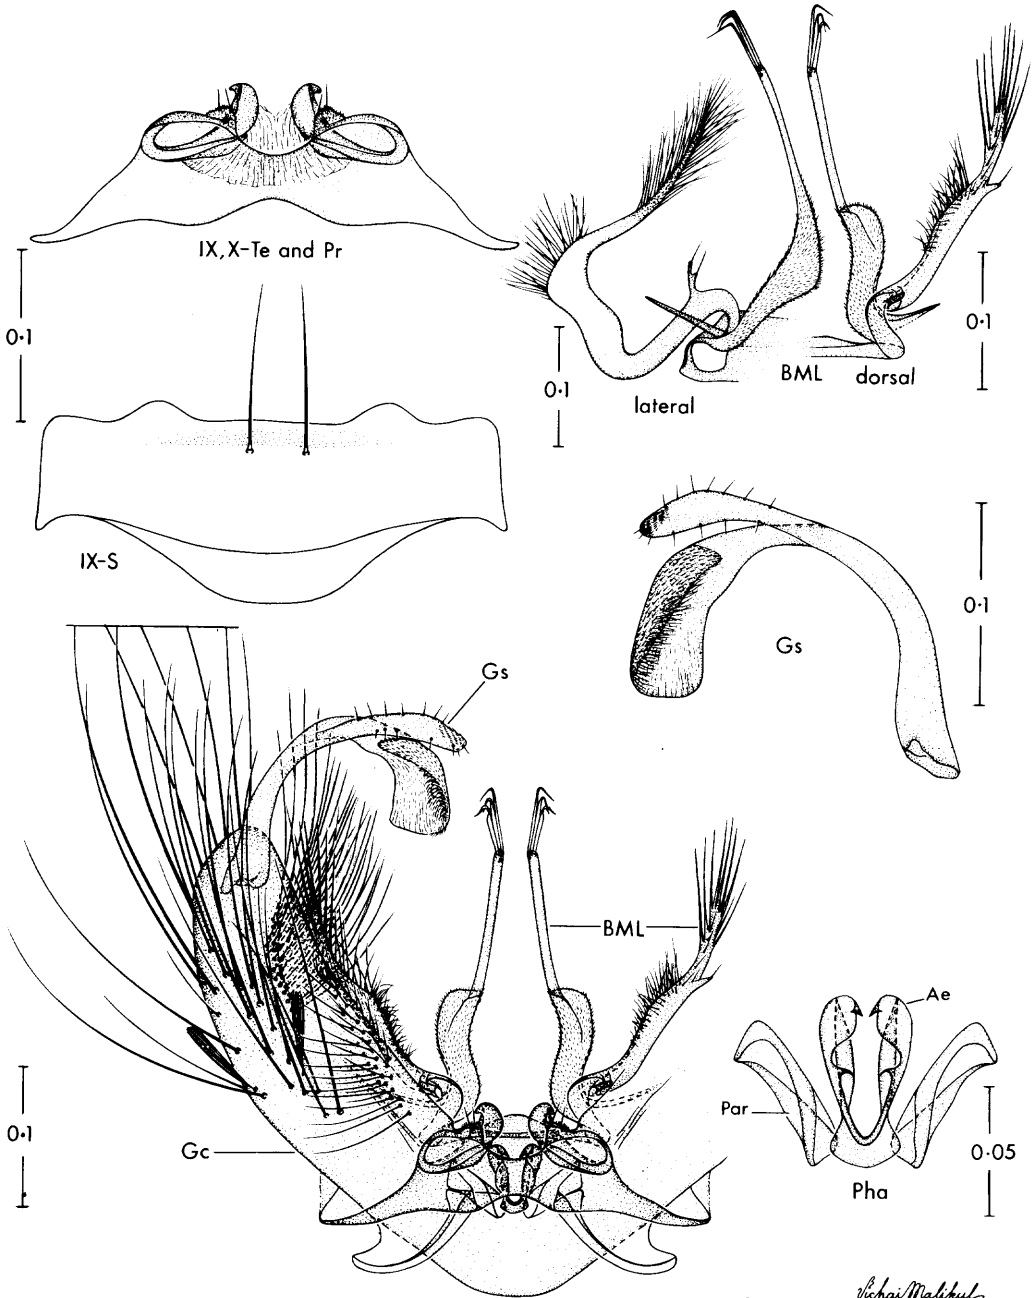 IX, X-Te and Pr
0·1
IX-S
BML
lateral
dorsal
0·1
0·1
Gs
0·1
Gs
BML
Gc
0·1
Ae
Par
Pha
0·05
Vichai Malikul